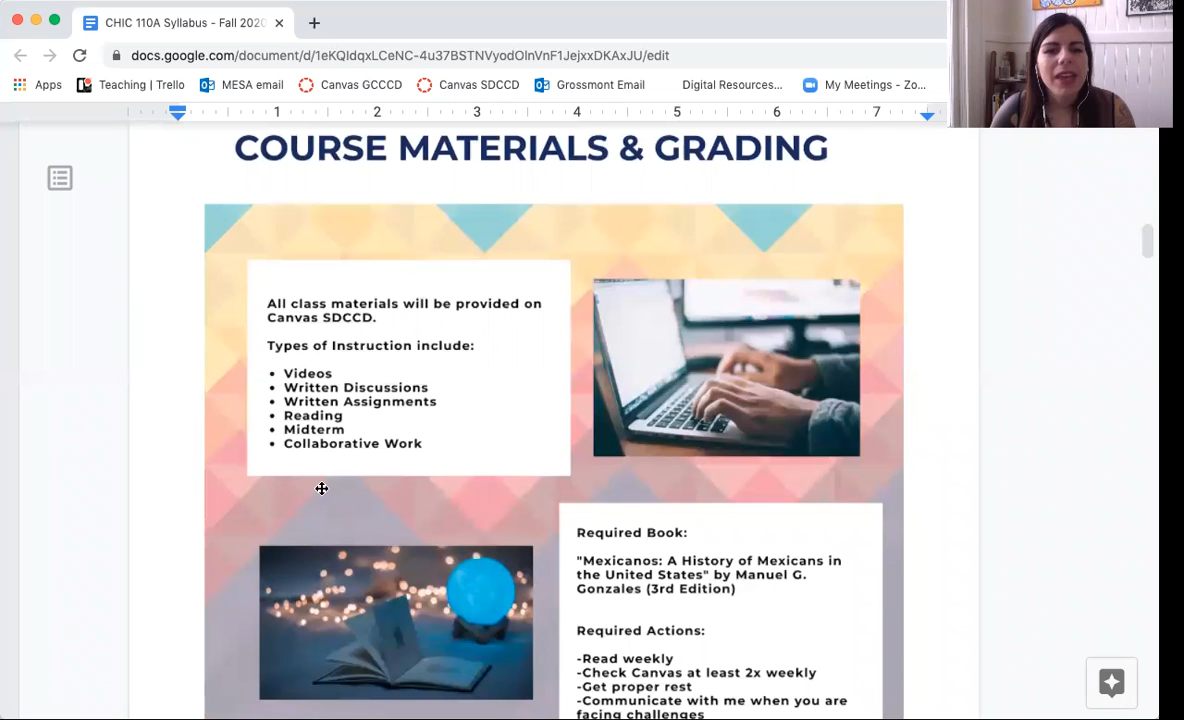 CHIC 110A Syllabus - Fall 2020
docs.google.com/document/d/1eKQIdqxLCeNC-4u37BSTNVyodOlnVnF1JejxxDKAxJU/edit
Apps
Teaching | Trello
MESA email
Canvas GCCCD
Canvas SDCCD
Grossmont Email
Digital Resources...
My Meetings - Zo...
1 2 3 4 5 6 7
COURSE MATERIALS & GRADING
All class materials will be provided on
Canvas SDCCD.
Types of Instruction include:
• Videos
• Written Discussions
• Written Assignments
• Reading
• Midterm
• Collaborative Work
Required Book:
"Mexicanos: A History of Mexicans in
the United States" by Manuel G.
Gonzales (3rd Edition)
Required Actions:
-Read weekly
-Check Canvas at least 2x weekly
-Get proper rest
-Communicate with me when you are
facing challenges